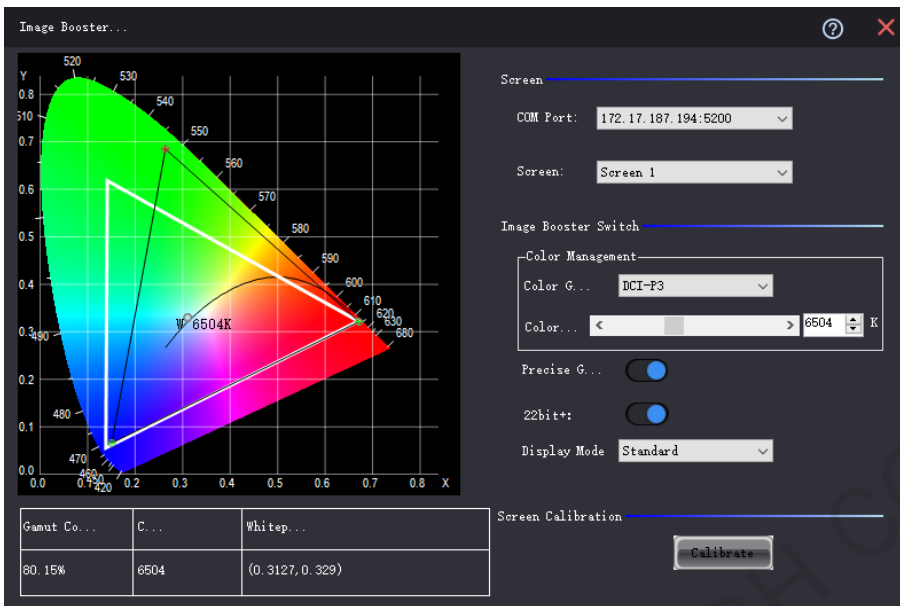 Image Booster...
Y
520
530
540
550
560
570
580
590
600
610
620
630
680
510
490
480
470
460
420
0.8
0.7
0.6
0.5
0.4
0.3
0.2
0.1
0.0
W 6504K
0.0
0.1
0.2
0.3
0.4
0.5
0.6
0.7
0.8
X
Gamut Co...
C...
Whitep...
80.15%
6504
(0.3127,0.329)
Screen
COM Port:
172.17.187.194:5200
Screen:
Screen 1
Image Booster Switch
Color Management
Color G...
DCI-P3
Color...
6504
K
Precise G...
22bit+:
Display Mode
Standard
Screen Calibration
Calibrate